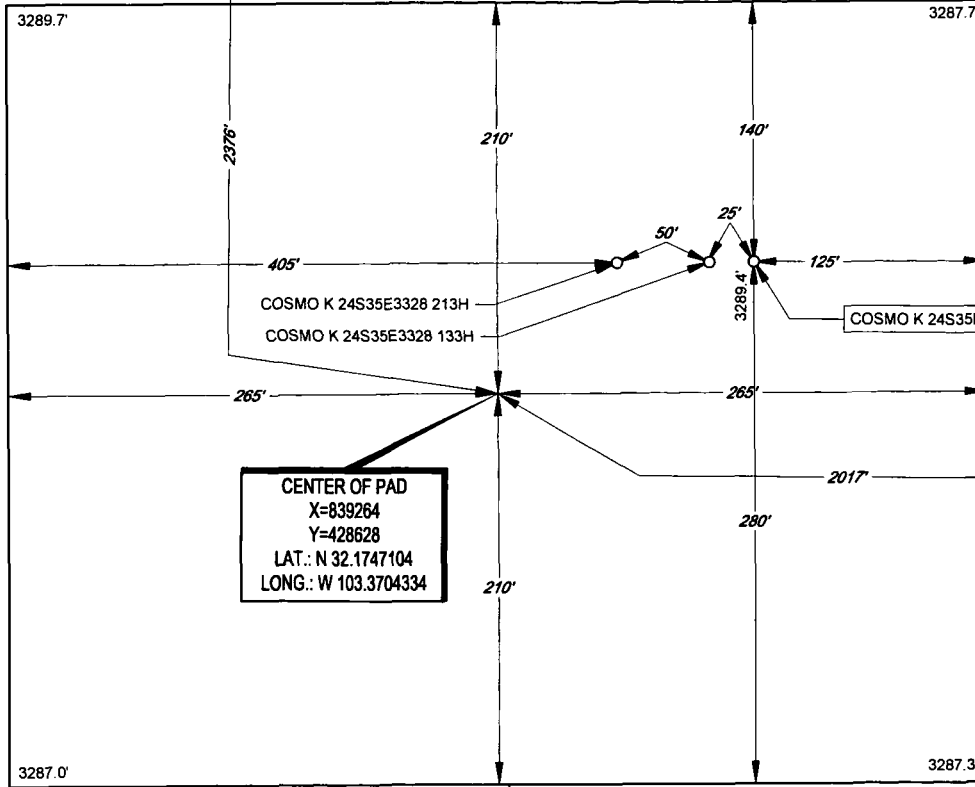 3289.7'
3287.7
2376'
210'
140'
25'
50'
405'
125'
COSMO K 24S35E3328 213H
3289.4'
COSMO K 24S35E3328 133H
COSMO K 24S35
265'
265'
2017'
CENTER OF PAD
X=839264
Y=428628
LAT.: N 32.1747104
LONG.: W 103.3704334
280'
210'
3287.0'
3287.3